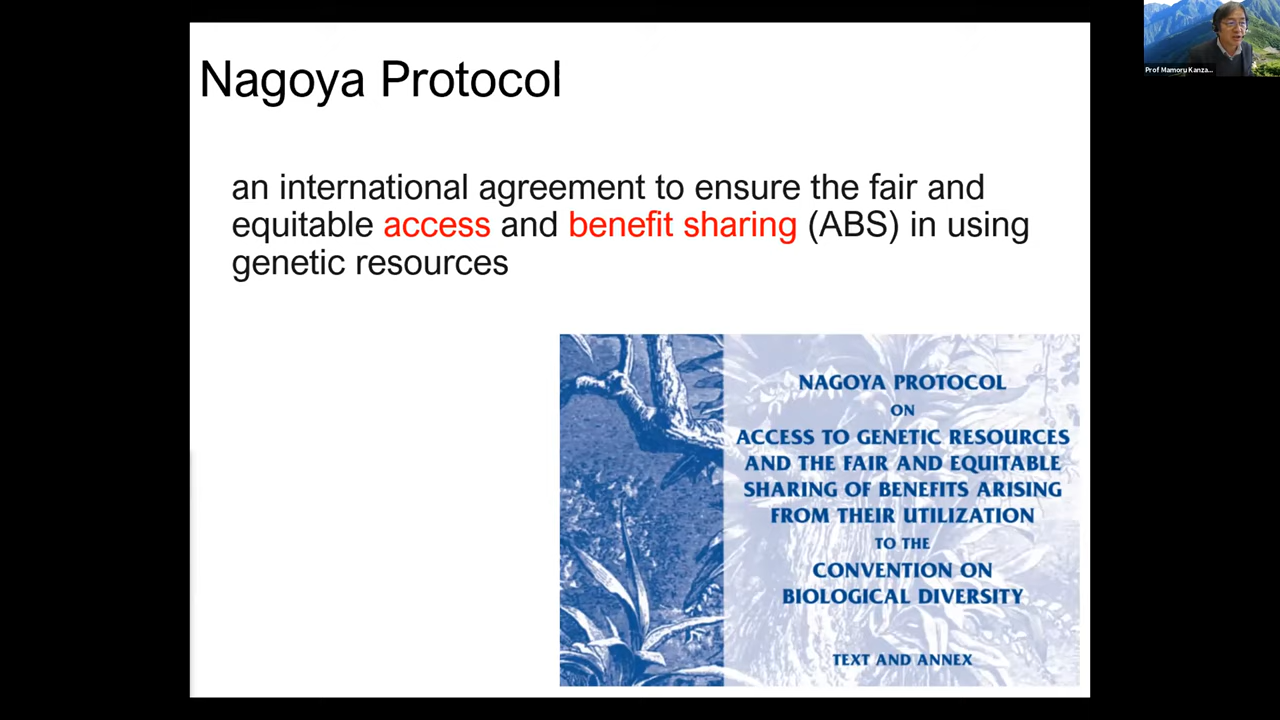 Nagoya Protocol
Prof Mamoru Kanza...
an international agreement to ensure the fair and
equitable access and benefit sharing (ABS) in using
genetic resources
NAGOYA PROTOCOL
ON
ACCESS TO GENETIC RESOURCES
AND THE FAIR AND EQUITABLE
SHARING OF BENEFITS ARISING
FROM THEIR UTILIZATION
TO THE
CONVENTION ON
BIOLOGICAL DIVERSITY
TEXT AND ANNEX